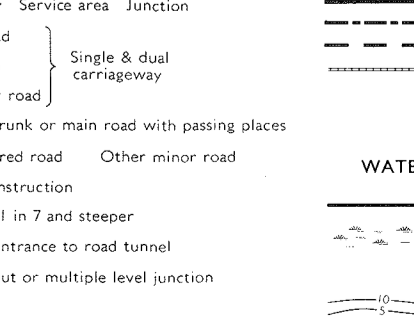 Service area Junction
Single & dual
carriageway
road
trunk or main road with passing places
red road Other minor road
nstruction
1 in 7 and steeper
ntrance to road tunnel
ut or multiple level junction
WATE
10
5